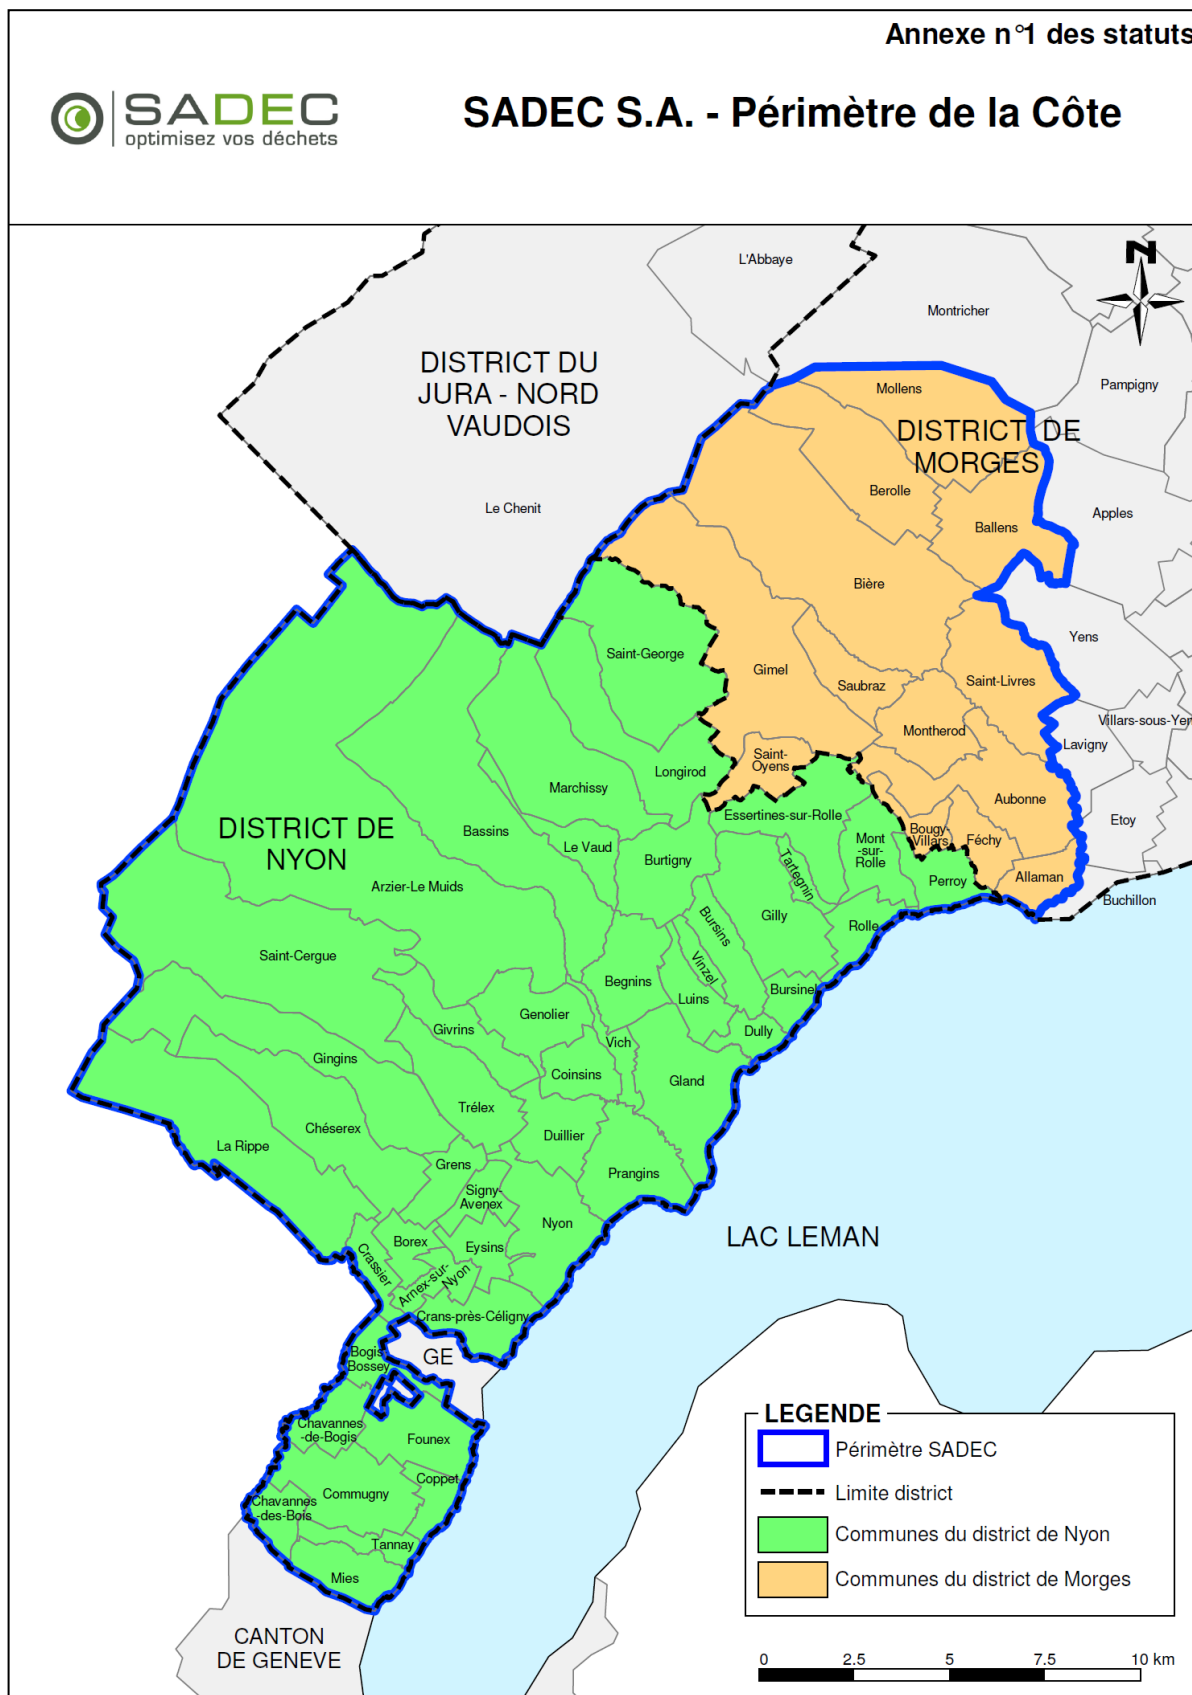 Annexe n°1 des statuts
SADEC
optimisez vos déchets
SADEC S.A. - Périmètre de la Côte
L'Abbaye
N
Montricher
DISTRICT DU
JURA - NORD
VAUDOIS
Mollens
Pampigny
DISTRICT DE
MORGES
Berolle
Le Chenit
Ballens
Apples
Bière
Yens
Saint-George
Gimel
Saubraz
Saint-Livres
Villars-sous-Yen
Montherod
Lavigny
Saint-
Oyens
Longirod
Marchissy
Aubonne
Essertines-sur-Rolle
Etoy
DISTRICT DE
NYON
Bassins
Le Vaud
Burtigny
Tartegnin
Mont
-sur-
Rolle
Bougy-
Villars
Féchy
Perroy
Allaman
Buchillon
Arzier-Le Muids
Gilly
Rolle
Bursins
Saint-Cergue
Vinzel
Begnins
Luins
Bursinel
Genolier
Givrins
Dully
Vich
Gingins
Coinsins
Gland
Trélex
Chéserex
Duillier
La Rippe
Grens
Prangins
Signy-
Avenex
Nyon
Borex
Eysins
LAC LEMAN
Crassier
Arnex-sur-
Nyon
Crans-près-Céligny
Bogis-
Bossey
GE
Chavannes
-de-Bogis
Founex
Coppet
Commugny
Chavannes
-des-Bois
Tannay
Mies
CANTON
DE GENEVE
LEGENDE
Périmètre SADEC
Limite district
Communes du district de Nyon
Communes du district de Morges
0 2.5 5 7.5 10 km